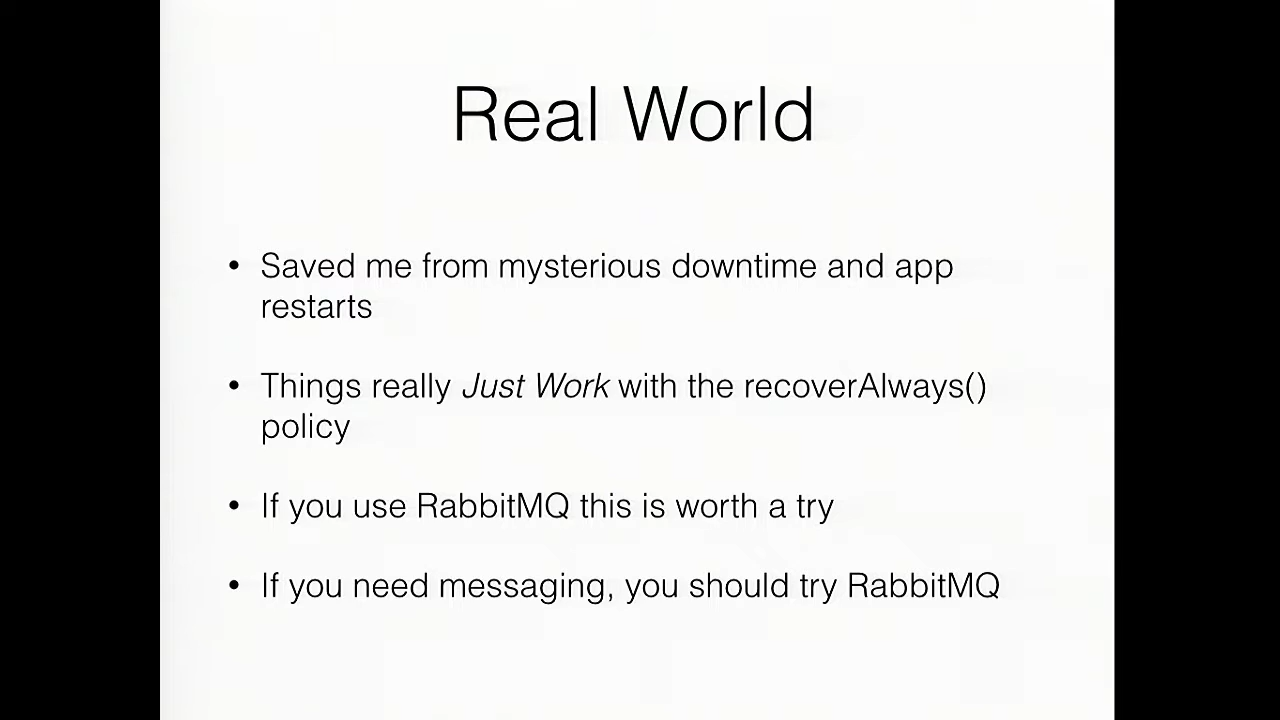 Real World
• Saved me from mysterious downtime and app
restarts
• Things really Just Work with the recoverAlways()
policy
• If you use RabbitMQ this is worth a try
• If you need messaging, you should try RabbitMQ